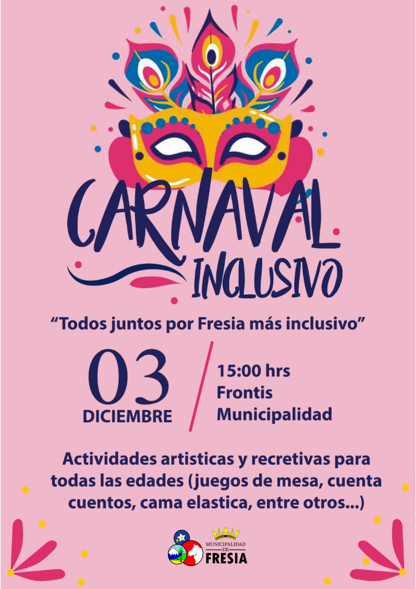 CARNAVAL
INCLUSIVO
“Todos juntos por Fresia más inclusivo”
03
DICIEMBRE
15:00 hrs
Frontis
Municipalidad
Actividades artisticas y recretivas para
todas las edades (juegos de mesa, cuenta
cuentos, cama elastica, entre otros...)
MUNICIPALIDAD
DE
FRESIA